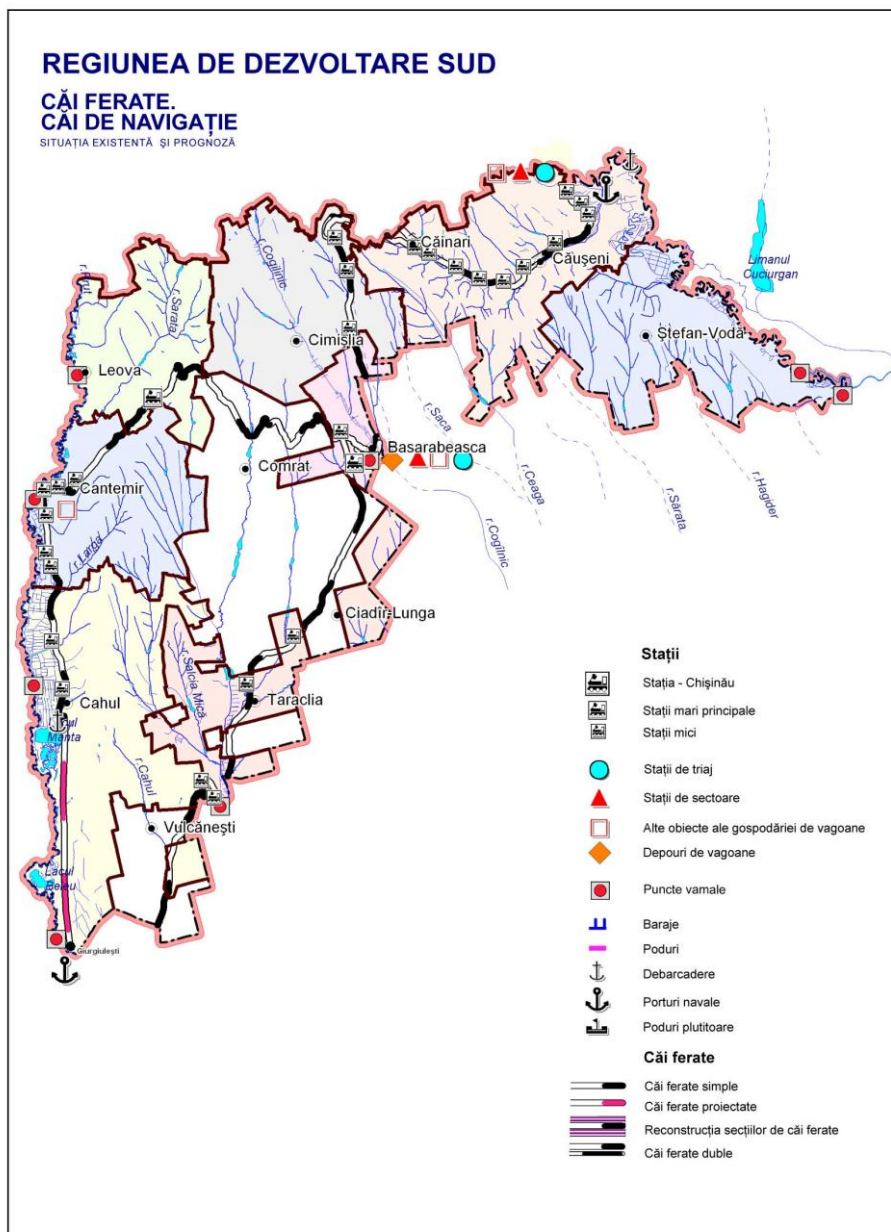 REGIUNEA DE DEZVOLTARE SUD
CĂI FERATE.
CĂI DE NAVIGAȚIE
SITUAȚIA EXISTENTĂ ȘI PROGNOZĂ
Căinari
Căușeni
Limanul
Cuciurgan
r.Prut
r.Sarata
r.Cogîlnic
Cimișlia
Ștefan-Vodă
Leova
r.Saca
Basarabeasca
Comrat
r.Ceaga
r.Hagider
Cantemir
r.Sărata
r.Larga
r.Cogîlnic
Ciadîr-Lunga
r.Salcia Mică
Taraclia
Cahul
Manta
r.Cahul
Vulcănești
Lacul
Beleu
Giurgiulești
Stații
Stația - Chișinău
Stații mari principale
Stații mici
Stații de triaj
Stații de sectoare
Alte obiecte ale gospodăriei de vagoane
Depouri de vagoane
Puncte vamale
Baraje
Poduri
Debarcadere
Porturi navale
Poduri plutitoare
Căi ferate
Căi ferate simple
Căi ferate proiectate
Reconstrucția secțiilor de căi ferate
Căi ferate duble